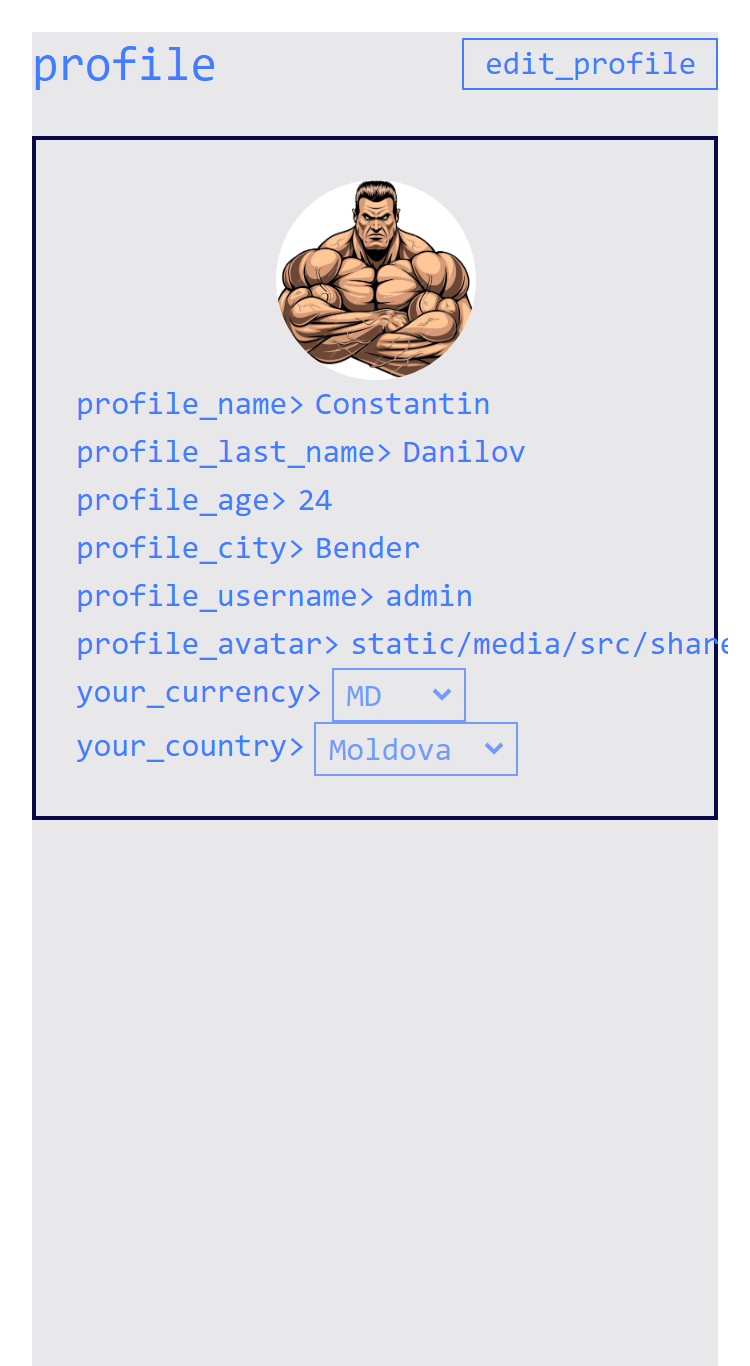 profile
edit_profile
profile_name> Constantin
profile_last_name> Danilov
profile_age> 24
profile_city> Bender
profile_username> admin
profile_avatar> static/media/src/share
your_currency> MD
your_country> Moldova